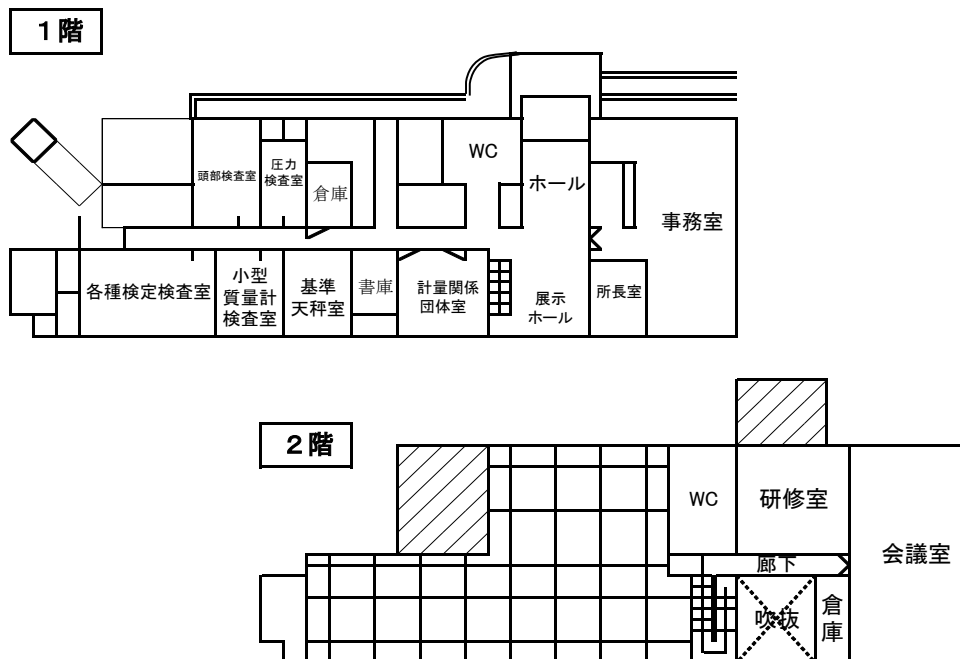 1階
WC
頭部検査室
圧力
検査室
倉庫
ホール
事務室
各種検定検査室
小型
質量計
検査室
基準
天秤室
書庫
計量関係
団体室
展示
ホール
所長室
2階
WC
研修室
会議室
廊下
吹抜
倉
庫